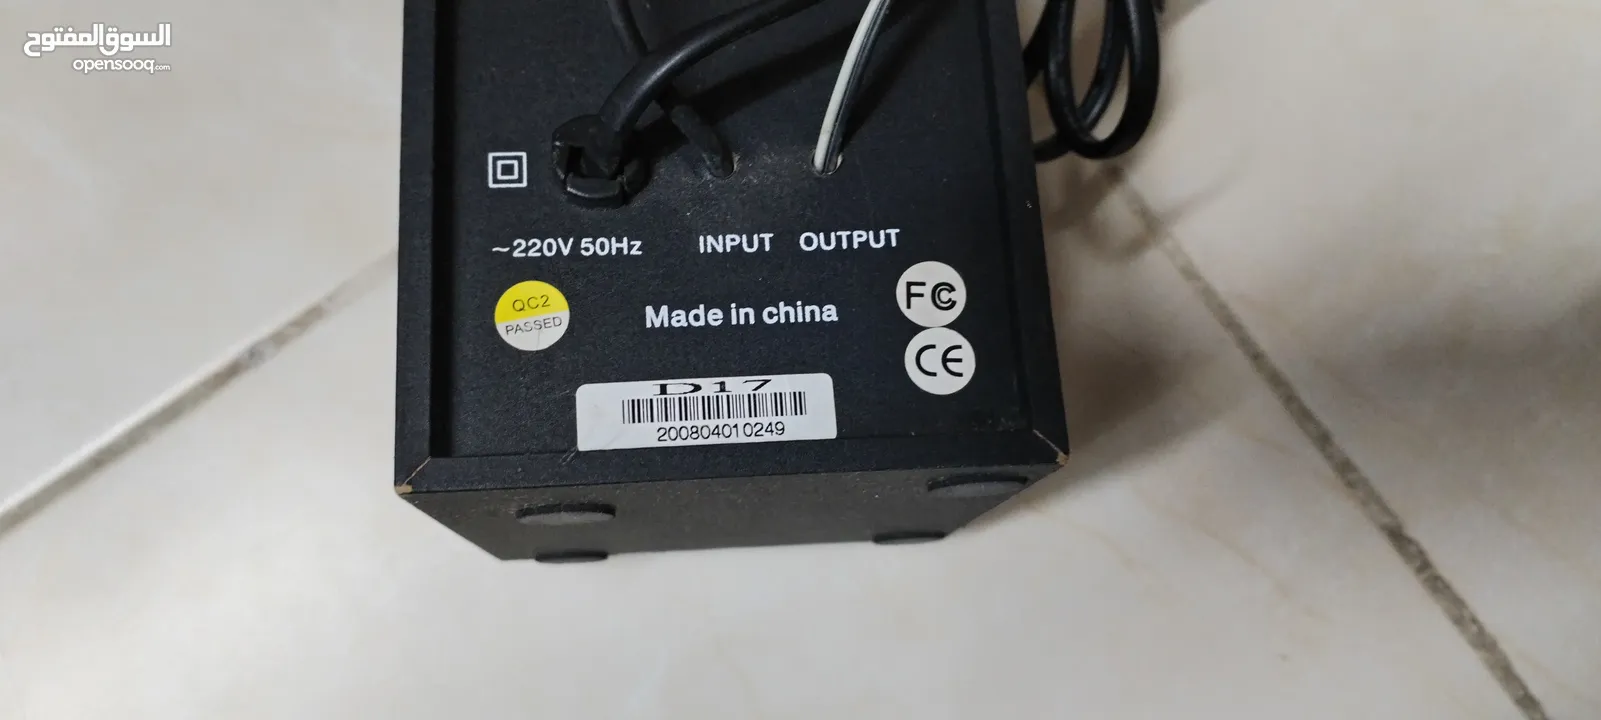 السوق المفتوح
opensooq.com
~220V 50Hz INPUT OUTPUT
QC2
PASSED
Made in china
FC
CE
D17
200804010249